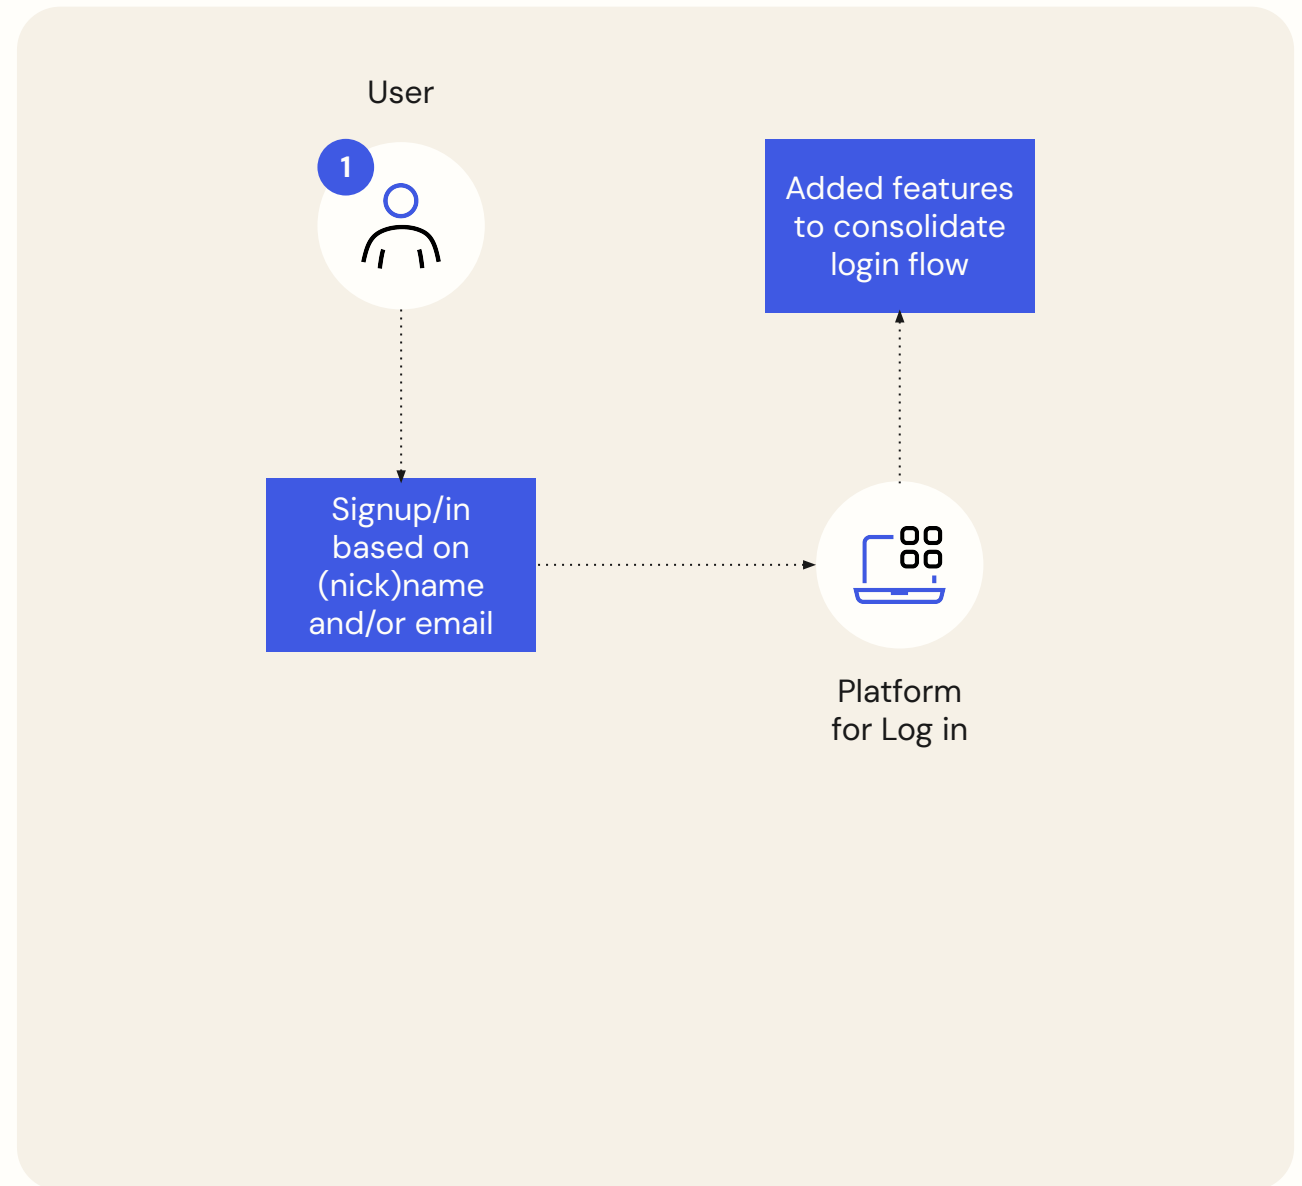 User
1
Added features
to consolidate
login flow
Signup/in
based on
(nick)name
and/or email
Platform
for Log in